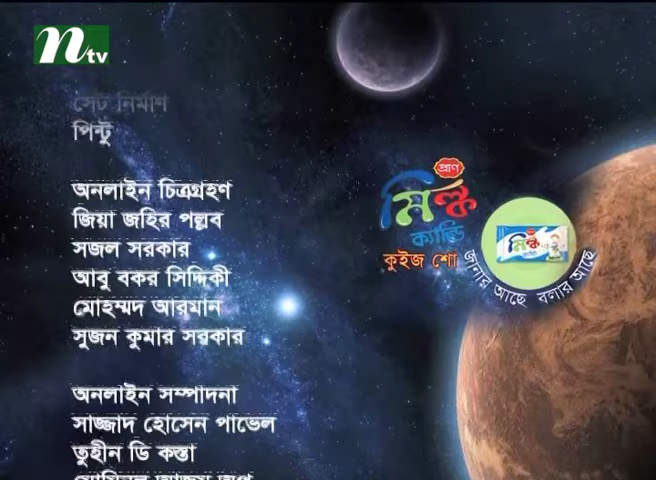 ntv
সেট নির্মাণ
পিন্টু
অনলাইন চিত্রগ্রহণ
জিয়া জহির পল্লব
সজল সরকার
আবু বকর সিদ্দিকী
মোহম্মদ আরমান
সুজন কুমার সরকার
অনলাইন সম্পাদনা
সাজ্জাদ হোসেন পাভেল
তুহীন ডি কস্তা
প্রাণ
মিল্ক
ক্যান্ডি
কুইজ শো
মিল্ক
জানার আছে বলার আছে